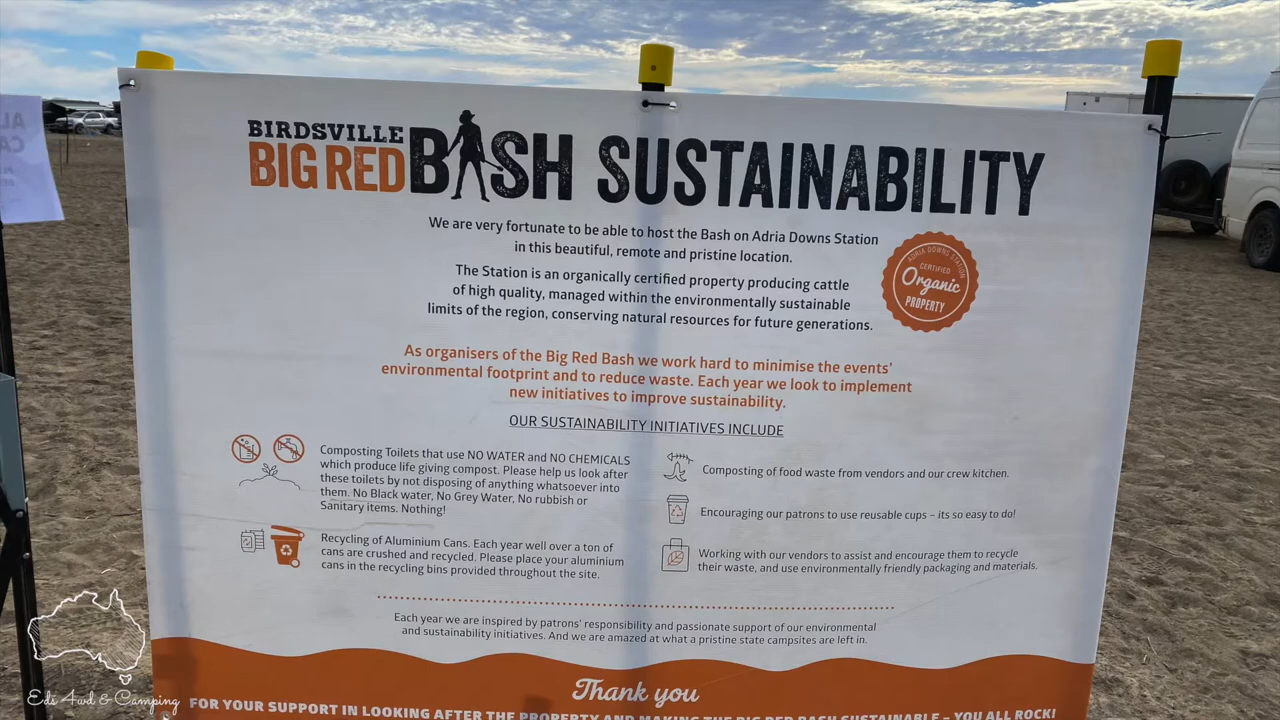 BIRDSVILLE
BIG RED BASH SUSTAINABILITY
We are very fortunate to be able to host the Bash on Adria Downs Station
in this beautiful, remote and pristine location.
The Station is an organically certified property producing cattle
of high quality, managed within the environmentally sustainable
limits of the region, conserving natural resources for future generations.
ADRIA DOWNS STATION
CERTIFIED
Organic
PROPERTY
As organisers of the Big Red Bash we work hard to minimise the events'
environmental footprint and to reduce waste. Each year we look to implement
new initiatives to improve sustainability.
OUR SUSTAINABILITY INITIATIVES INCLUDE
Composting Toilets that use NO WATER and NO CHEMICALS
which produce life giving compost. Please help us look after
these toilets by not disposing of anything whatsoever into
them. No Black water, No Grey Water, No rubbish or
Sanitary items. Nothing!
Recycling of Aluminium Cans. Each year well over a ton of
cans are crushed and recycled. Please place your aluminium
cans in the recycling bins provided throughout the site.
Composting of food waste from vendors and our crew kitchen.
Encouraging our patrons to use reusable cups – its so easy to do!
Working with our vendors to assist and encourage them to recycle
their waste, and use environmentally friendly packaging and materials.
Each year we are inspired by patrons' responsibility and passionate support of our environmental
and sustainability initiatives. And we are amazed at what a pristine state campsites are left in.
Thank you
FOR YOUR SUPPORT IN LOOKING AFTER THE PROPERTY AND MAKING THE BIG RED BASH SUSTAINABLE – YOU ALL ROCK!
Eds 4wd & Camping